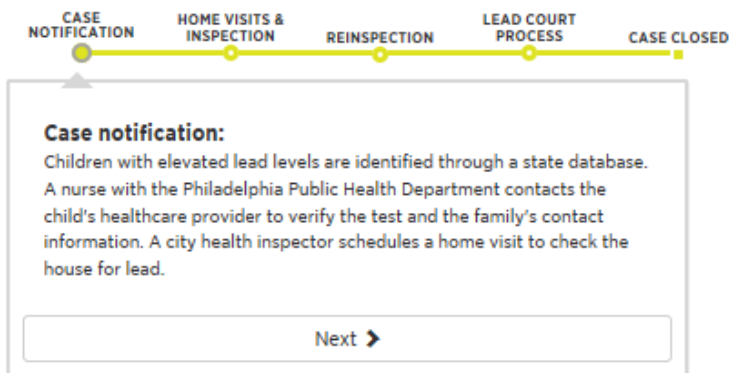 CASE NOTIFICATION
HOME VISITS & INSPECTION
REINSPECTION
LEAD COURT PROCESS
CASE CLOSED
Case notification:
Children with elevated lead levels are identified through a state database.
A nurse with the Philadelphia Public Health Department contacts the
child's healthcare provider to verify the test and the family's contact
information. A city health inspector schedules a home visit to check the
house for lead.
Next